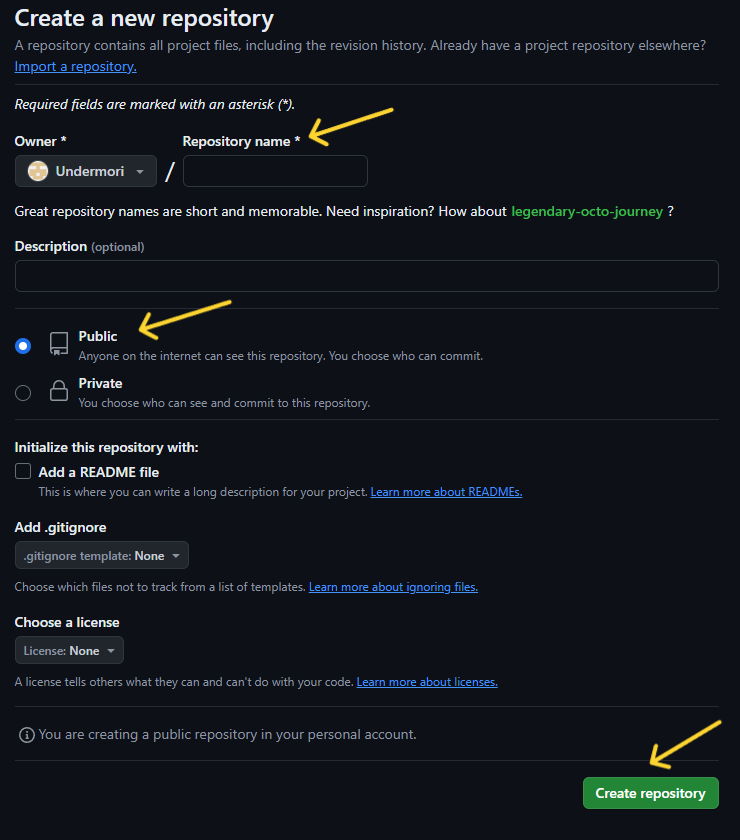 Create a new repository
A repository contains all project files, including the revision history. Already have a project repository elsewhere?
Import a repository.
Required fields are marked with an asterisk (*).
Owner * Repository name *
Undermori /
Great repository names are short and memorable. Need inspiration? How about legendary-octo-journey ?
Description (optional)
Public
Anyone on the internet can see this repository. You choose who can commit.
Private
You choose who can see and commit to this repository.
Initialize this repository with:
Add a README file
This is where you can write a long description for your project. Learn more about READMEs.
Add .gitignore
.gitignore template: None
Choose which files not to track from a list of templates. Learn more about ignoring files.
Choose a license
License: None
A license tells others what they can and can't do with your code. Learn more about licenses.
You are creating a public repository in your personal account.
Create repository